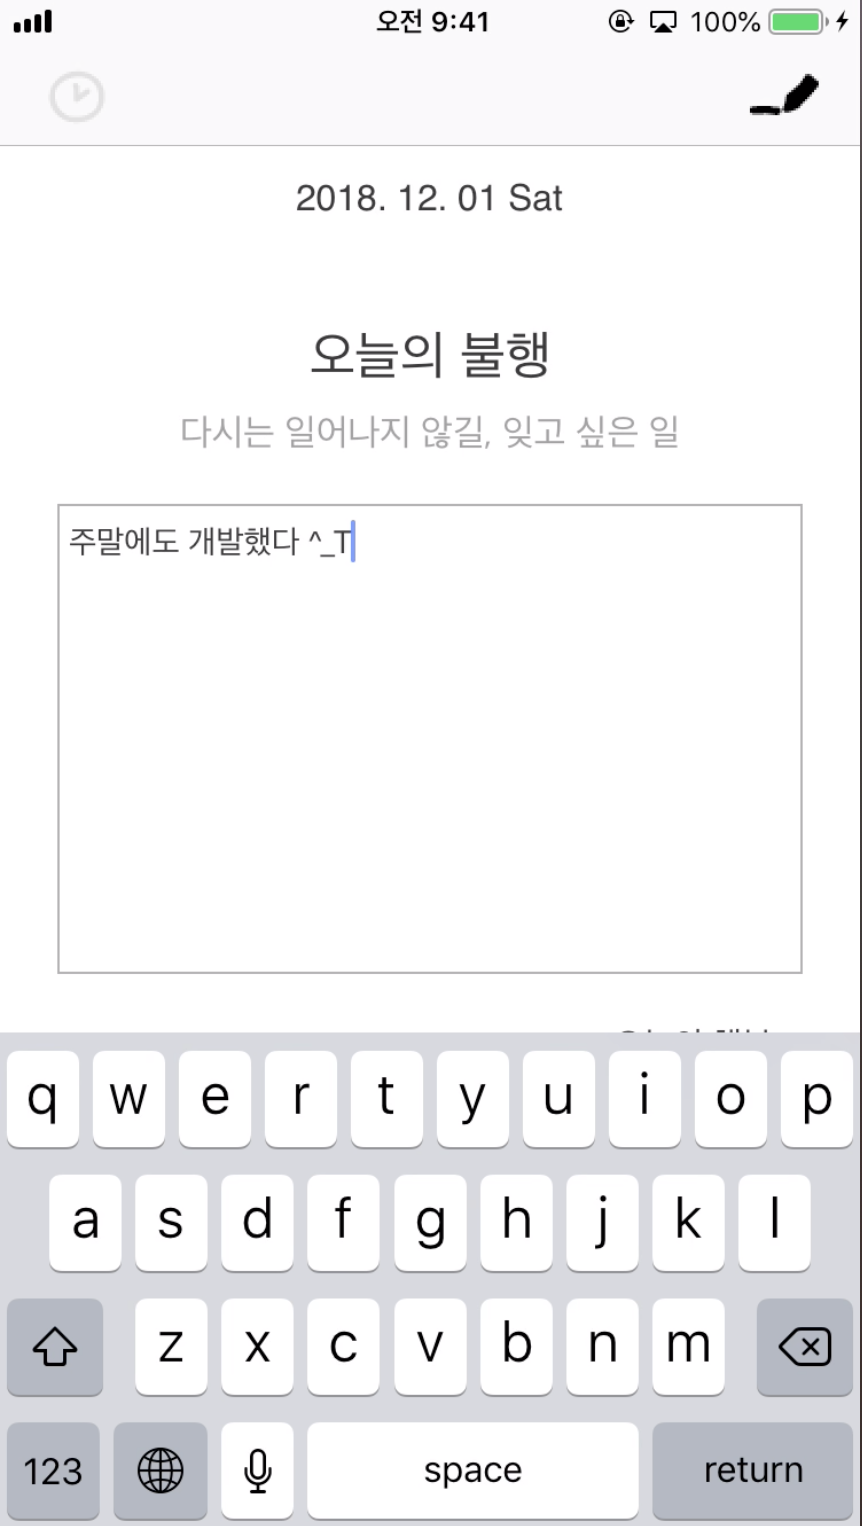 오전 9:41
100%
2018. 12. 01 Sat
오늘의 불행
다시는 일어나지 않길, 잊고 싶은 일
주말에도 개발했다 ^_T
q w e r t y u i o p
a s d f g h j k l
z x c v b n m
123 space return